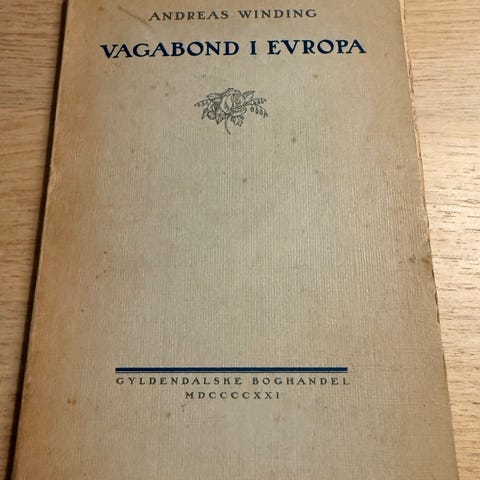 ANDREAS WINDING
VAGABOND I EVROPA
GYLDENDALSKE BOGHANDEL
MDCCCCXXI